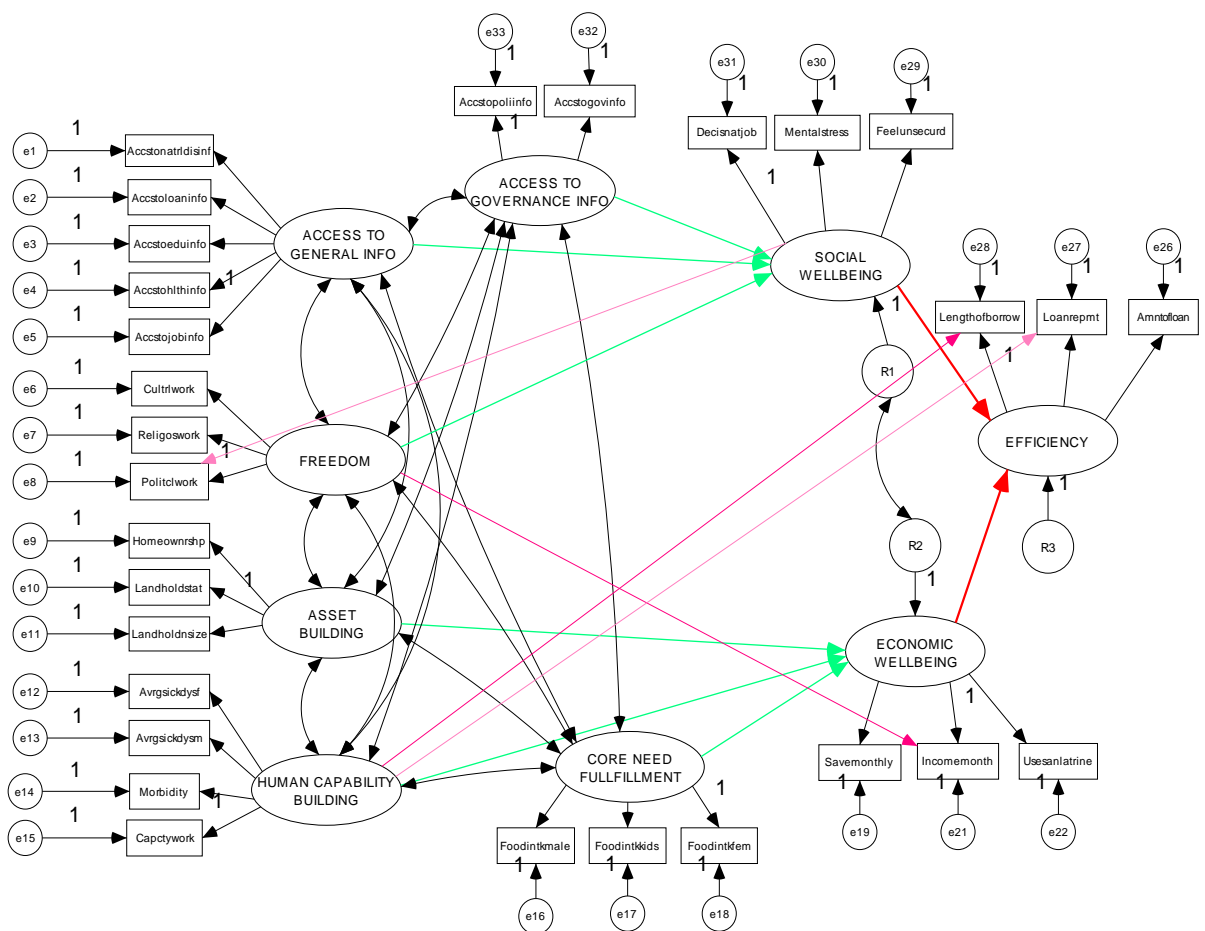 e33
1
e32
1
e31
1
e30
1
e29
1
Accstopoliinfo
1
Accstogovinfo
Decisnatjob
1
Mentalstress
Feelunsecurd
ACCESS TO
GOVERNANCE INFO
e1
1
Accstonatrldisinf
e2
1
Accstoloaninfo
e3
1
Accstoeduinfo
e4
1
Accstohlthinfo
1
e5
1
Accstojobinfo
ACCESS TO
GENERAL INFO
SOCIAL
WELLBEING
1
e28
1
e27
1
e26
1
Lengthofborrow
1
Loanrepmt
Amntofloan
R1
e6
1
Cultrlwork
e7
1
Religoswork
1
e8
1
Politclwork
FREEDOM
EFFICIENCY
1
R3
R2
1
e9
1
Homeownrshp
1
e10
1
Landholdstat
e11
1
Landholdnsize
ASSET
BUILDING
ECONOMIC
WELLBEING
1
e12
1
Avrgsickdysf
e13
1
Avrgsickdysm
e14
1
Morbidity
1
e15
1
Capctywork
HUMAN CAPABILITY
BUILDING
CORE NEED
FULLFILLMENT
1
Savemonthly
1
Incomemonth
1
Usesanlatrine
1
e19
e21
e22
Foodintkmale
1
Foodintkkids
1
Foodintkfem
1
e16
e17
e18